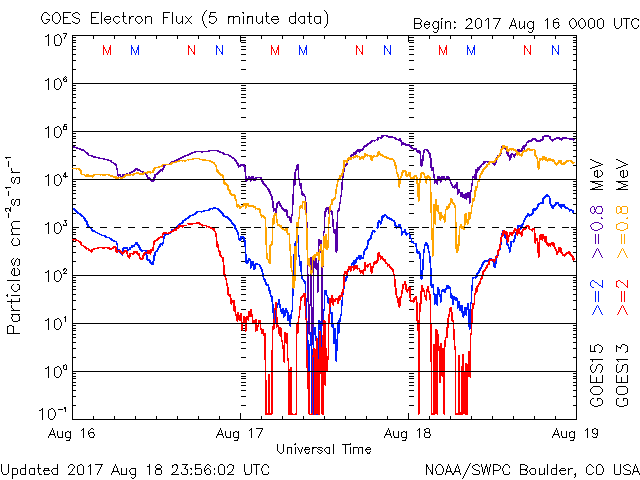 GOES Electron Flux (5 minute data)
Begin: 2017 Aug 16 0000 UTC
M M N N M M N N M M N N
10⁷
10⁶
10⁵
10⁴
10³
10²
10¹
10⁰
10⁻¹
Particles cm⁻²s⁻¹sr⁻¹
Aug 16 Aug 17 Aug 18 Aug 19
Universal Time
GOES15 >=2 >=0.8 MeV
GOES13 >=2 >=0.8 MeV
Updated 2017 Aug 18 23:56:02 UTC
NOAA/SWPC Boulder, CO USA